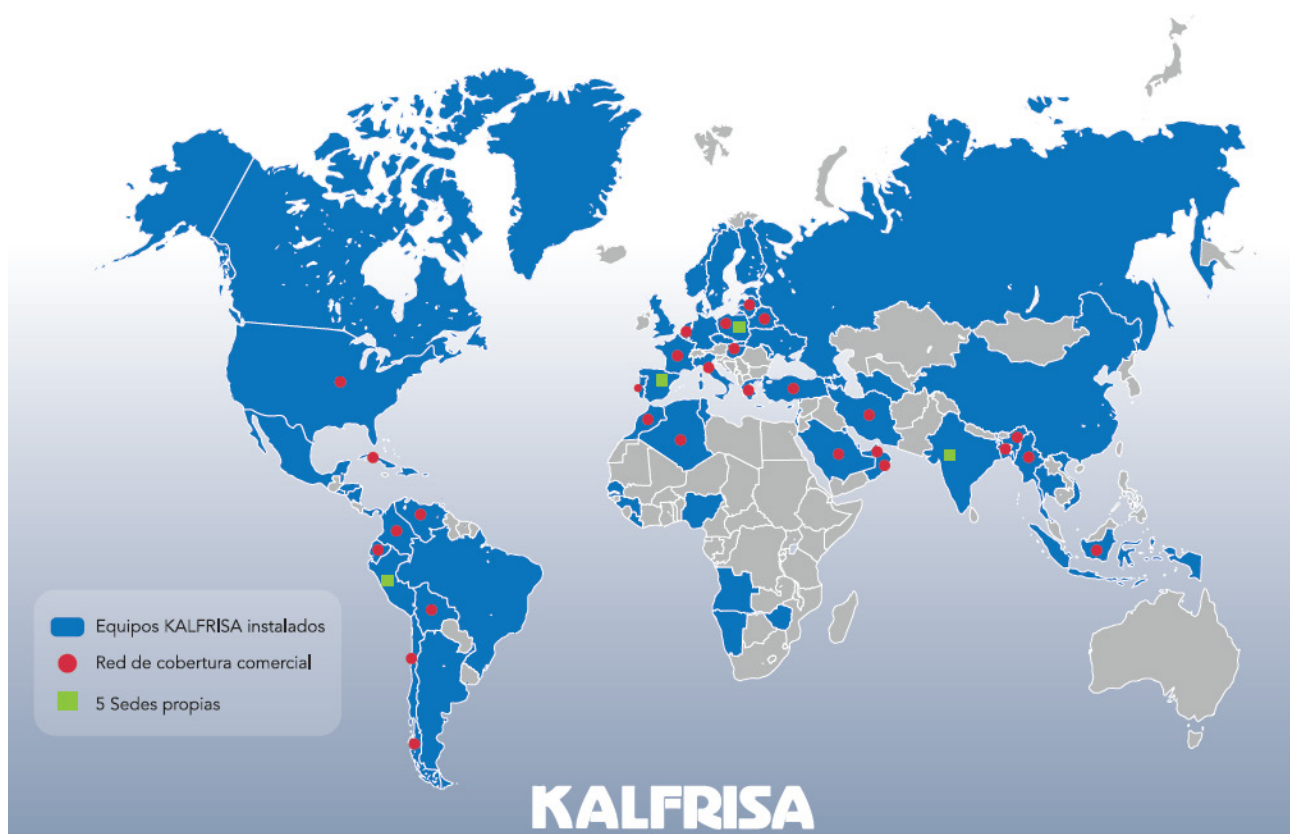 Equipos KALFRISA instalados
Red de cobertura comercial
5 Sedes propias
KALFRISA